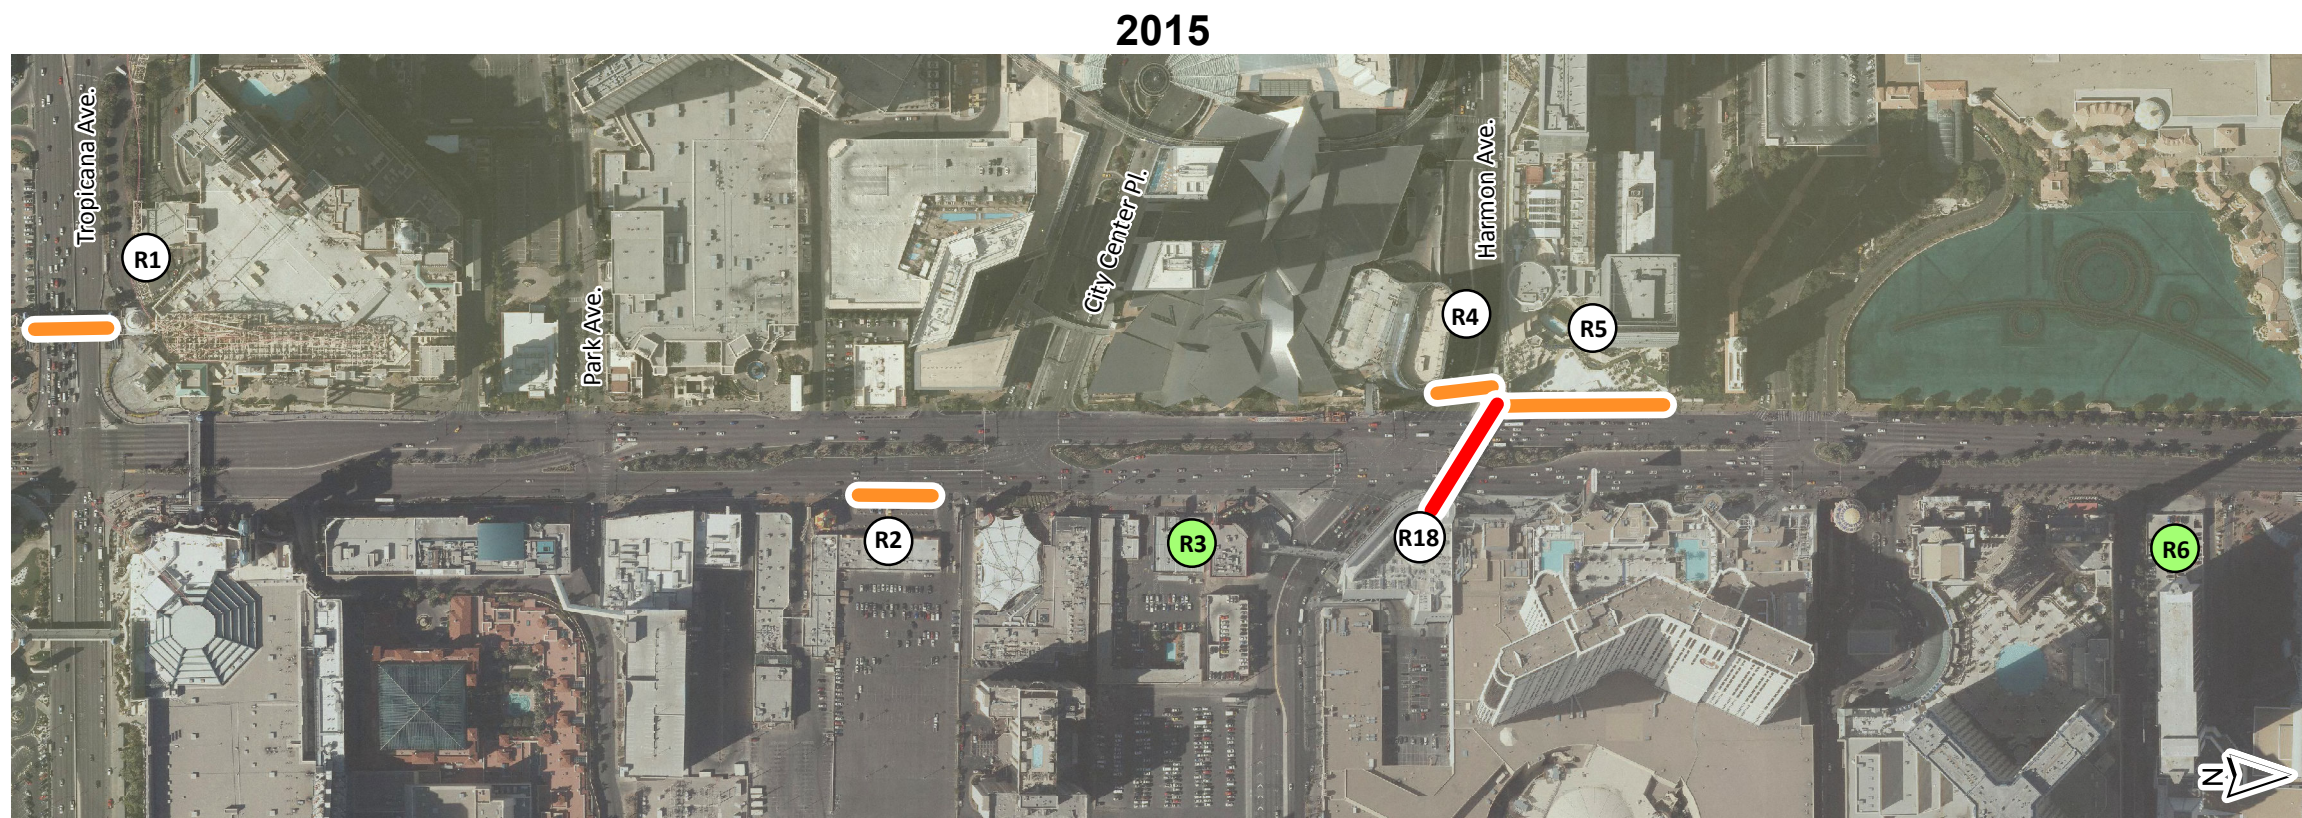 2015
Tropicana Ave.
R1
Park Ave.
City Center Pl.
Harmon Ave.
R4
R5
R2
R3
R18
R6
N